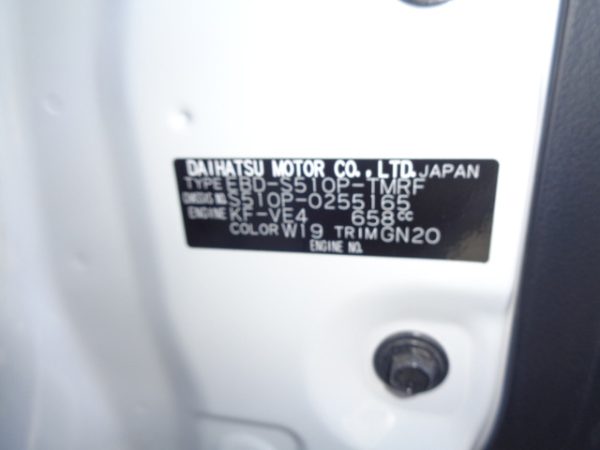 DAIHATSU MOTOR CO., LTD. JAPAN
TYPE EBD-S510P-TMRF
CHASSIS NO. S510P-0255165
ENGINE KF-VE4 658cc
COLOR W19 TRIM GN20
ENGINE NO.